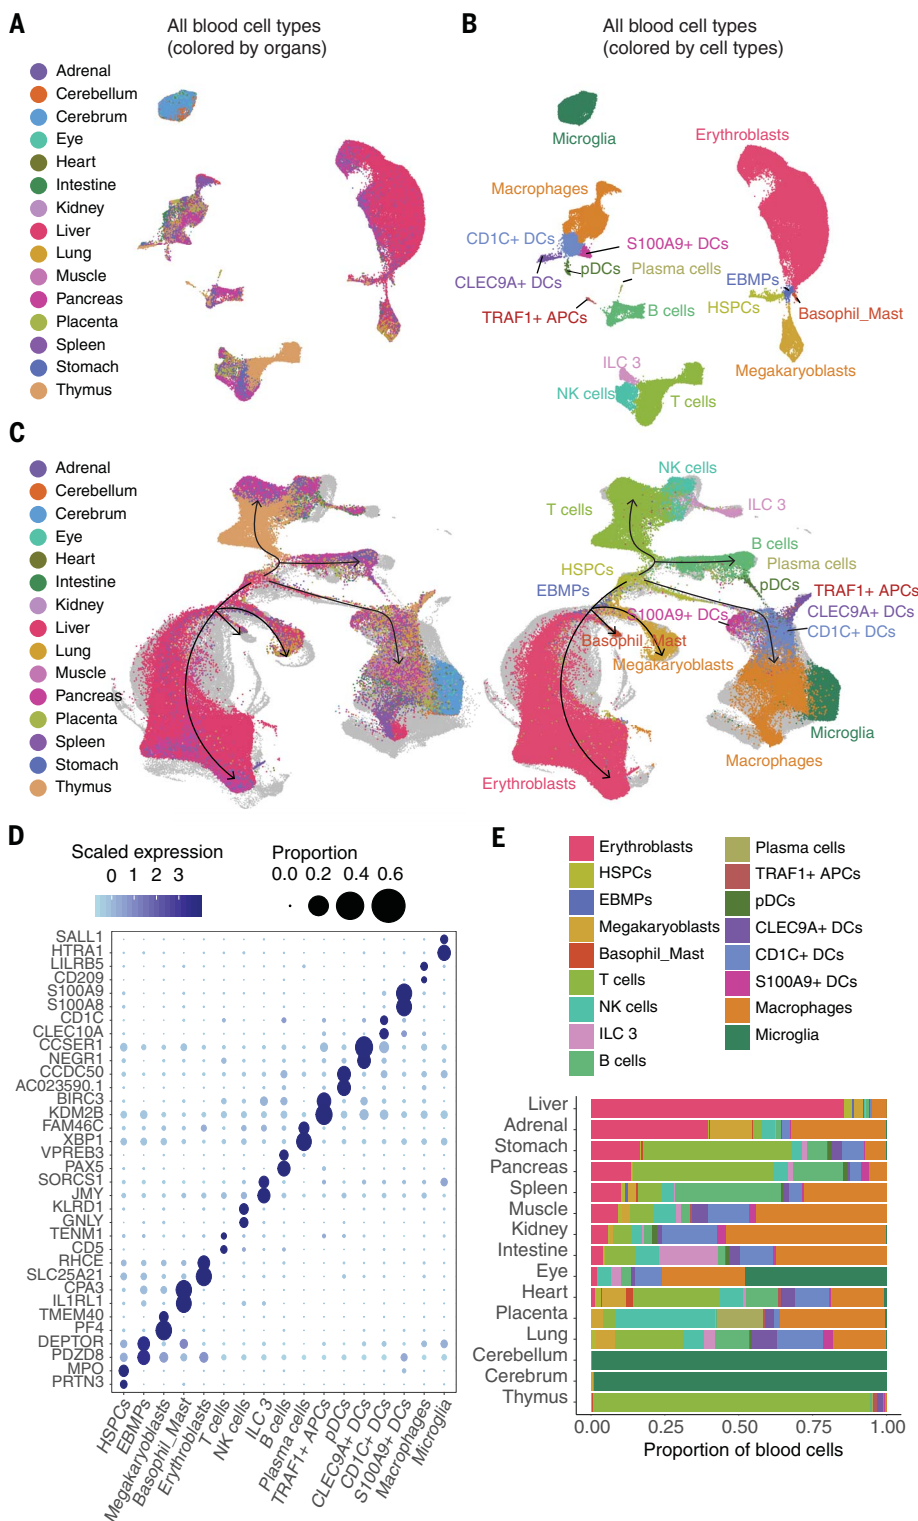 A
All blood cell types
(colored by organs)
Adrenal
Cerebellum
Cerebrum
Eye
Heart
Intestine
Kidney
Liver
Lung
Muscle
Pancreas
Placenta
Spleen
Stomach
Thymus
B
All blood cell types
(colored by cell types)
Microglia
Erythroblasts
Macrophages
CD1C+ DCs
S100A9+ DCs
CLEC9A+ DCs
pDCs
Plasma cells
EBMPs
HSPCs
TRAF1+ APCs
B cells
Basophil_Mast
Megakaryoblasts
ILC 3
NK cells
T cells
C
Adrenal
Cerebellum
Cerebrum
Eye
Heart
Intestine
Kidney
Liver
Lung
Muscle
Pancreas
Placenta
Spleen
Stomach
Thymus
NK cells
T cells
ILC 3
B cells
Plasma cells
HSPCs
pDCs
EBMPs
TRAF1+ APCs
S100A9+ DCs
CLEC9A+ DCs
CD1C+ DCs
Basophil_Mast
Megakaryoblasts
Microglia
Macrophages
Erythroblasts
D
Scaled expression
0 1 2 3
Proportion
0.0 0.2 0.4 0.6
SALL1
HTRA1
LILRB5
CD209
S100A9
S100A8
CD1C
CLEC10A
CCSER1
NEGR1
CCDC50
AC023590.1
BIRC3
KDM2B
FAM46C
XBP1
VPREB3
PAX5
SORCS1
JMY
KLRD1
GNLY
TENM1
CD5
RHCE
SLC25A21
CPA3
IL1RL1
TMEM40
PF4
DEPTOR
PDZD8
MPO
PRTN3
HSPCs
EBMPs
Megakaryoblasts
Basophil_Mast
Erythroblasts
T cells
NK cells
ILC 3
B cells
Plasma cells
TRAF1+ APCs
pDCs
CLEC9A+ DCs
CD1C+ DCs
S100A9+ DCs
Macrophages
Microglia
E
Erythroblasts
HSPCs
EBMPs
Megakaryoblasts
Basophil_Mast
T cells
NK cells
ILC 3
B cells
Plasma cells
TRAF1+ APCs
pDCs
CLEC9A+ DCs
CD1C+ DCs
S100A9+ DCs
Macrophages
Microglia
Liver
Adrenal
Stomach
Pancreas
Spleen
Muscle
Kidney
Intestine
Eye
Heart
Placenta
Lung
Cerebellum
Cerebrum
Thymus
0.00 0.25 0.50 0.75 1.00
Proportion of blood cells